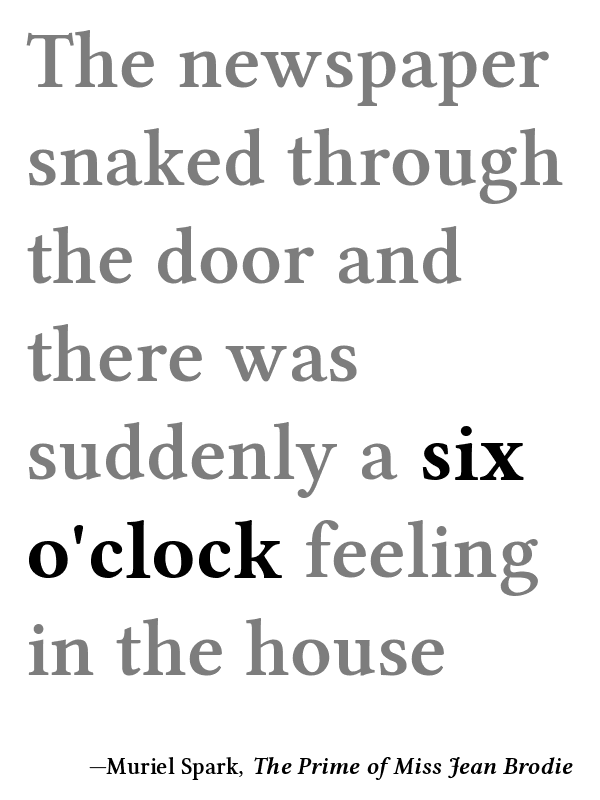 The newspaper
snaked through
the door and
there was
suddenly a six
o'clock feeling
in the house
—Muriel Spark, The Prime of Miss Jean Brodie